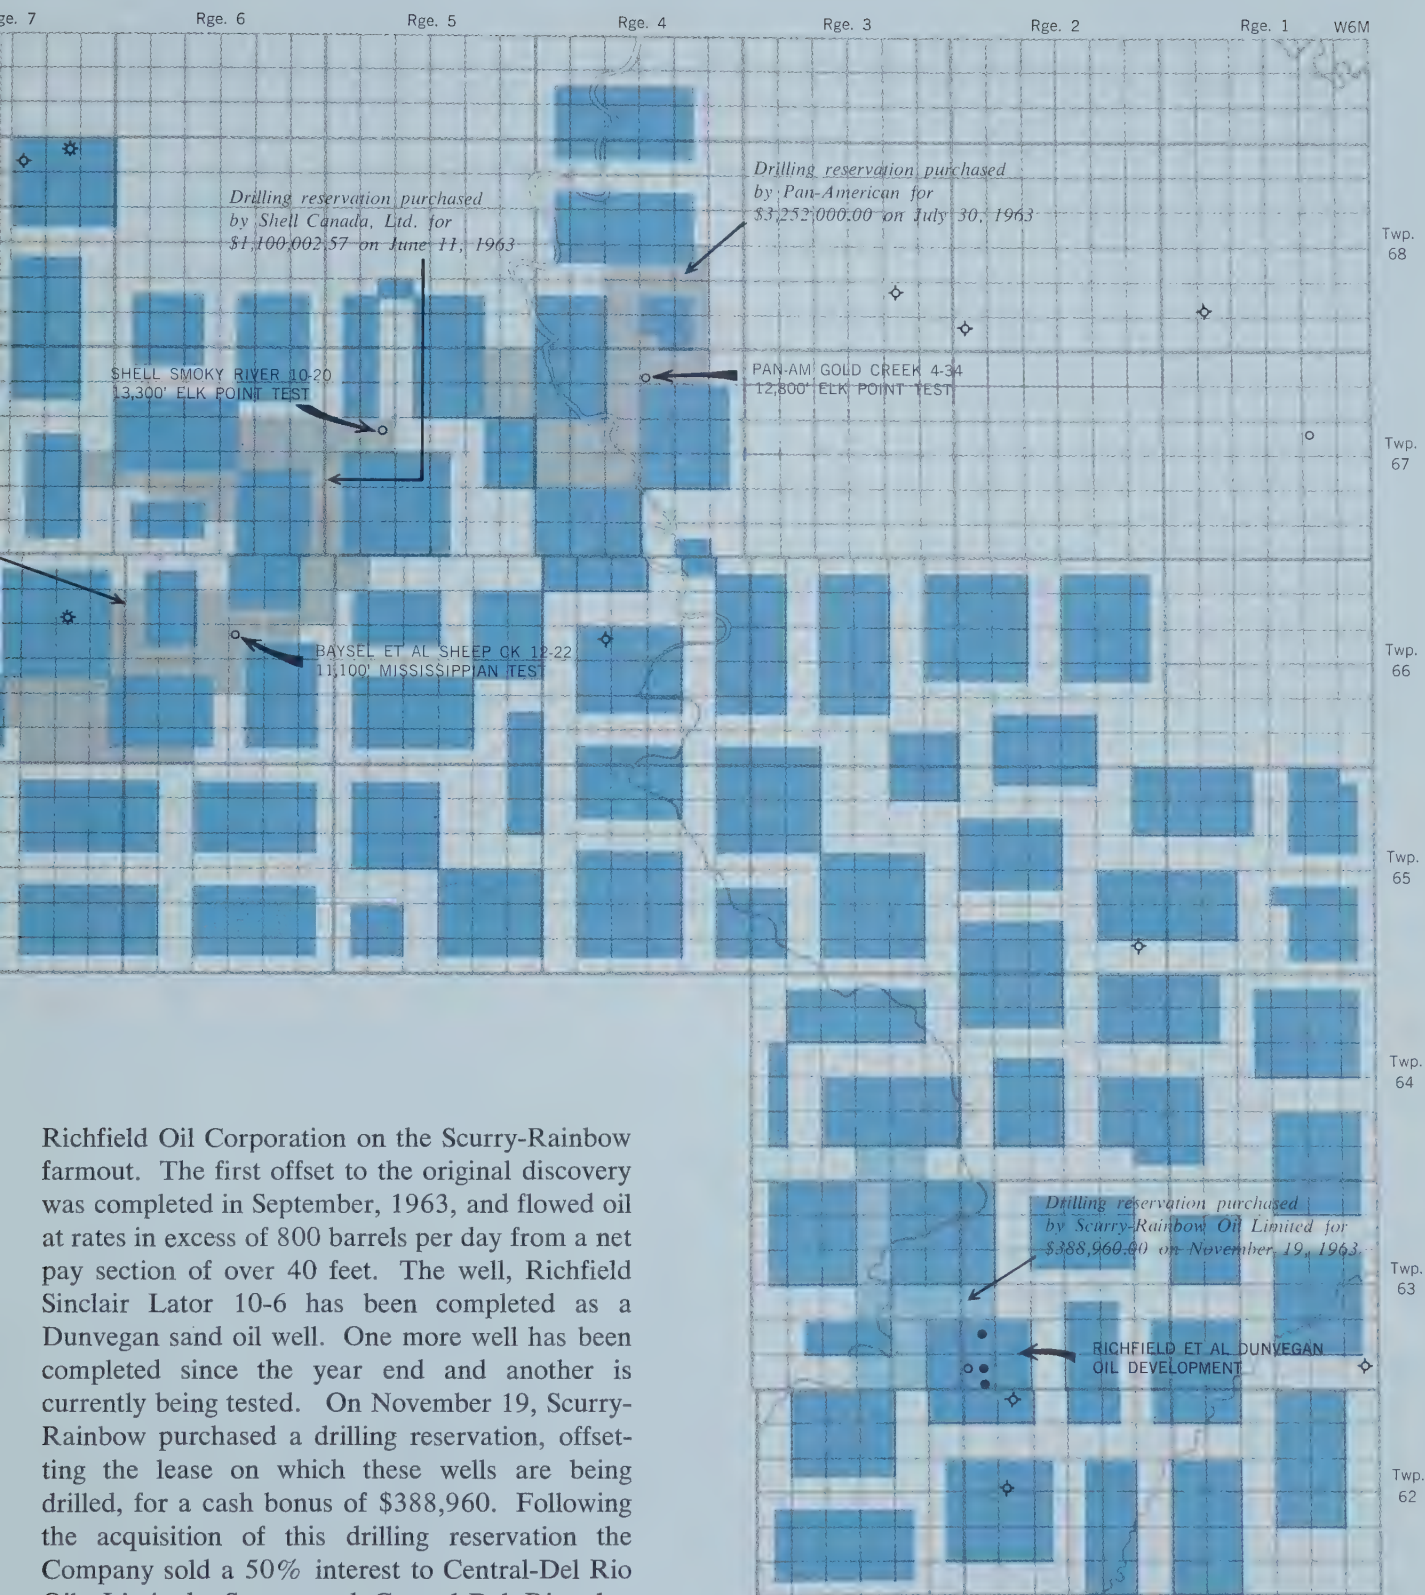 ge. 7 Rge. 6 Rge. 5 Rge. 4 Rge. 3 Rge. 2 Rge. 1 W6M
Drilling reservation purchased
by Pan-American for
$3,252,000.00 on July 30, 1963
Drilling reservation purchased
by Shell Canada, Ltd. for
$1,100,002.57 on June 11, 1963
Twp.
68
SHELL SMOKY RIVER 10-20
13,300' ELK POINT TEST
PAN-AM GOLD CREEK 4-34
12,800' ELK POINT TEST
Twp.
67
BAYSEL ET AL SHEEP CK 12-22
11,100' MISSISSIPPIAN TEST
Twp.
66
Twp.
65
Twp.
64
Richfield Oil Corporation on the Scurry-Rainbow
farmout. The first offset to the original discovery
was completed in September, 1963, and flowed oil
at rates in excess of 800 barrels per day from a net
pay section of over 40 feet. The well, Richfield
Sinclair Lator 10-6 has been completed as a
Dunvegan sand oil well. One more well has been
completed since the year end and another is
currently being tested. On November 19, Scurry-
Rainbow purchased a drilling reservation, offset-
ting the lease on which these wells are being
drilled, for a cash bonus of $388,960. Following
the acquisition of this drilling reservation the
Company sold a 50% interest to Central-Del Rio
Drilling reservation purchased
by Scurry-Rainbow Oil Limited for
$388,960.00 on November 19, 1963
Twp.
63
RICHFIELD ET AL DUNVEGAN
OIL DEVELOPMENT
Twp.
62